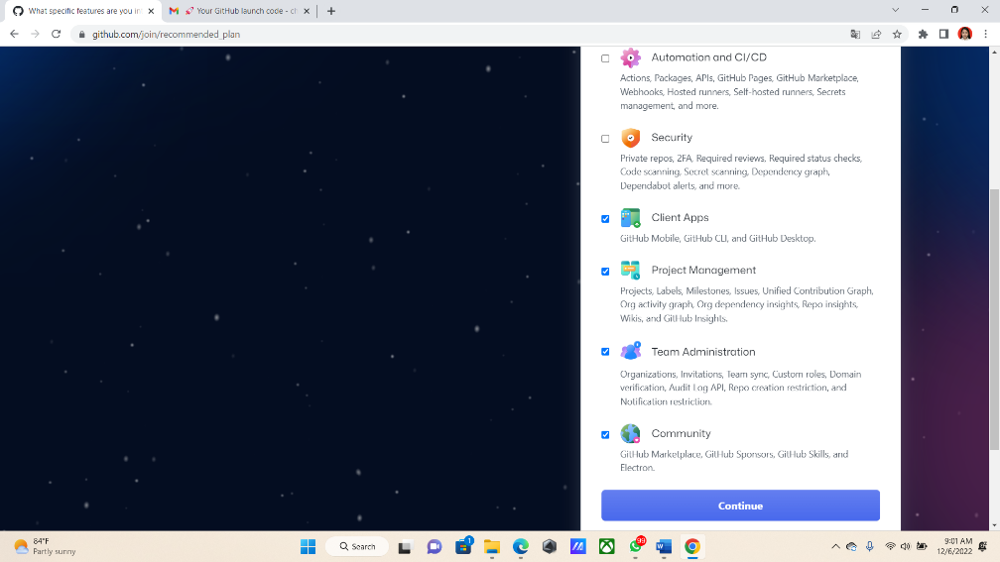 What specific features are you in
Your GitHub launch code - cl
github.com/join/recommended_plan
Automation and CI/CD
Actions, Packages, APIs, GitHub Pages, GitHub Marketplace,
Webhooks, Hosted runners, Self-hosted runners, Secrets
management, and more.
Security
Private repos, 2FA, Required reviews, Required status checks,
Code scanning, Secret scanning, Dependency graph,
Dependabot alerts, and more.
Client Apps
GitHub Mobile, GitHub CLI, and GitHub Desktop.
Project Management
Projects, Labels, Milestones, Issues, Unified Contribution Graph,
Org activity graph, Org dependency insights, Repo insights,
Wikis, and GitHub Insights.
Team Administration
Organizations, Invitations, Team sync, Custom roles, Domain
verification, Audit Log API, Repo creation restriction, and
Notification restriction.
Community
GitHub Marketplace, GitHub Sponsors, GitHub Skills, and
Electron.
Continue
84°F
Partly sunny
Search
1
99
9:01 AM
12/6/2022